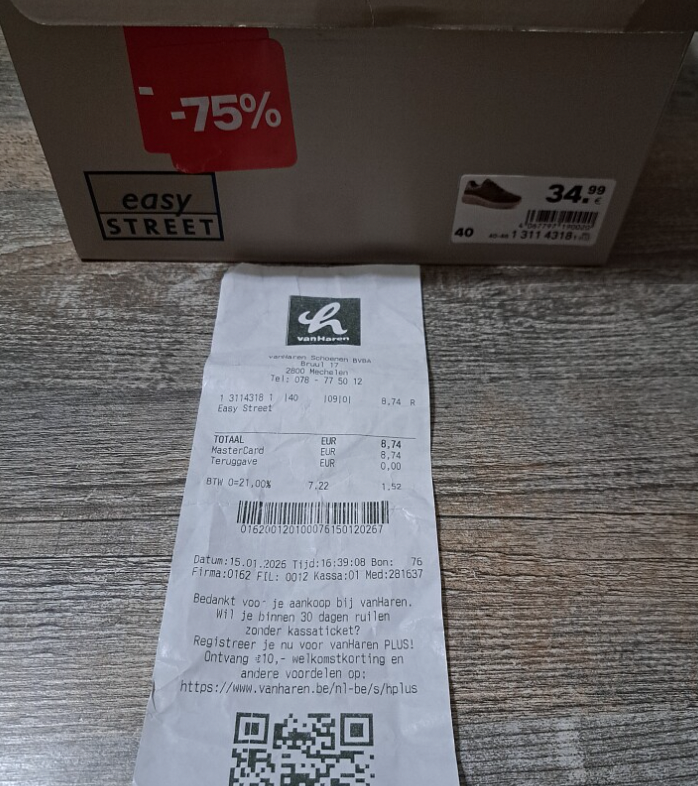 -75%
easy
STREET
34.99
€
4 067797 190020
40
1 311 4318
h
vanHaren
vanHaren Schoenen BVBA
Bruul 17
2800 Mechelen
Tel: 078 - 77 50 12
1 3114318 1 |40 |09|0| 8,74 R
Easy Street
TOTAAL EUR 8,74
MasterCard EUR 8,74
Teruggave EUR 0,00
BTW 0=21,00% 7.22 1,52
0162001201000761501202​67
Datum:15.01.2025 Tijd:16:39:08 Bon: 76
Firma:0162 FIL: 0012 Kassa:01 Med:281637
Bedankt voor je aankoop bij vanHaren.
Wil je binnen 30 dagen ruilen
zonder kassaticket?
Registreer je nu voor vanHaren PLUS!
Ontvang €10,- welkomstkorting en
andere voordelen op:
https://www.vanharen.be/nl-be/s/hplus